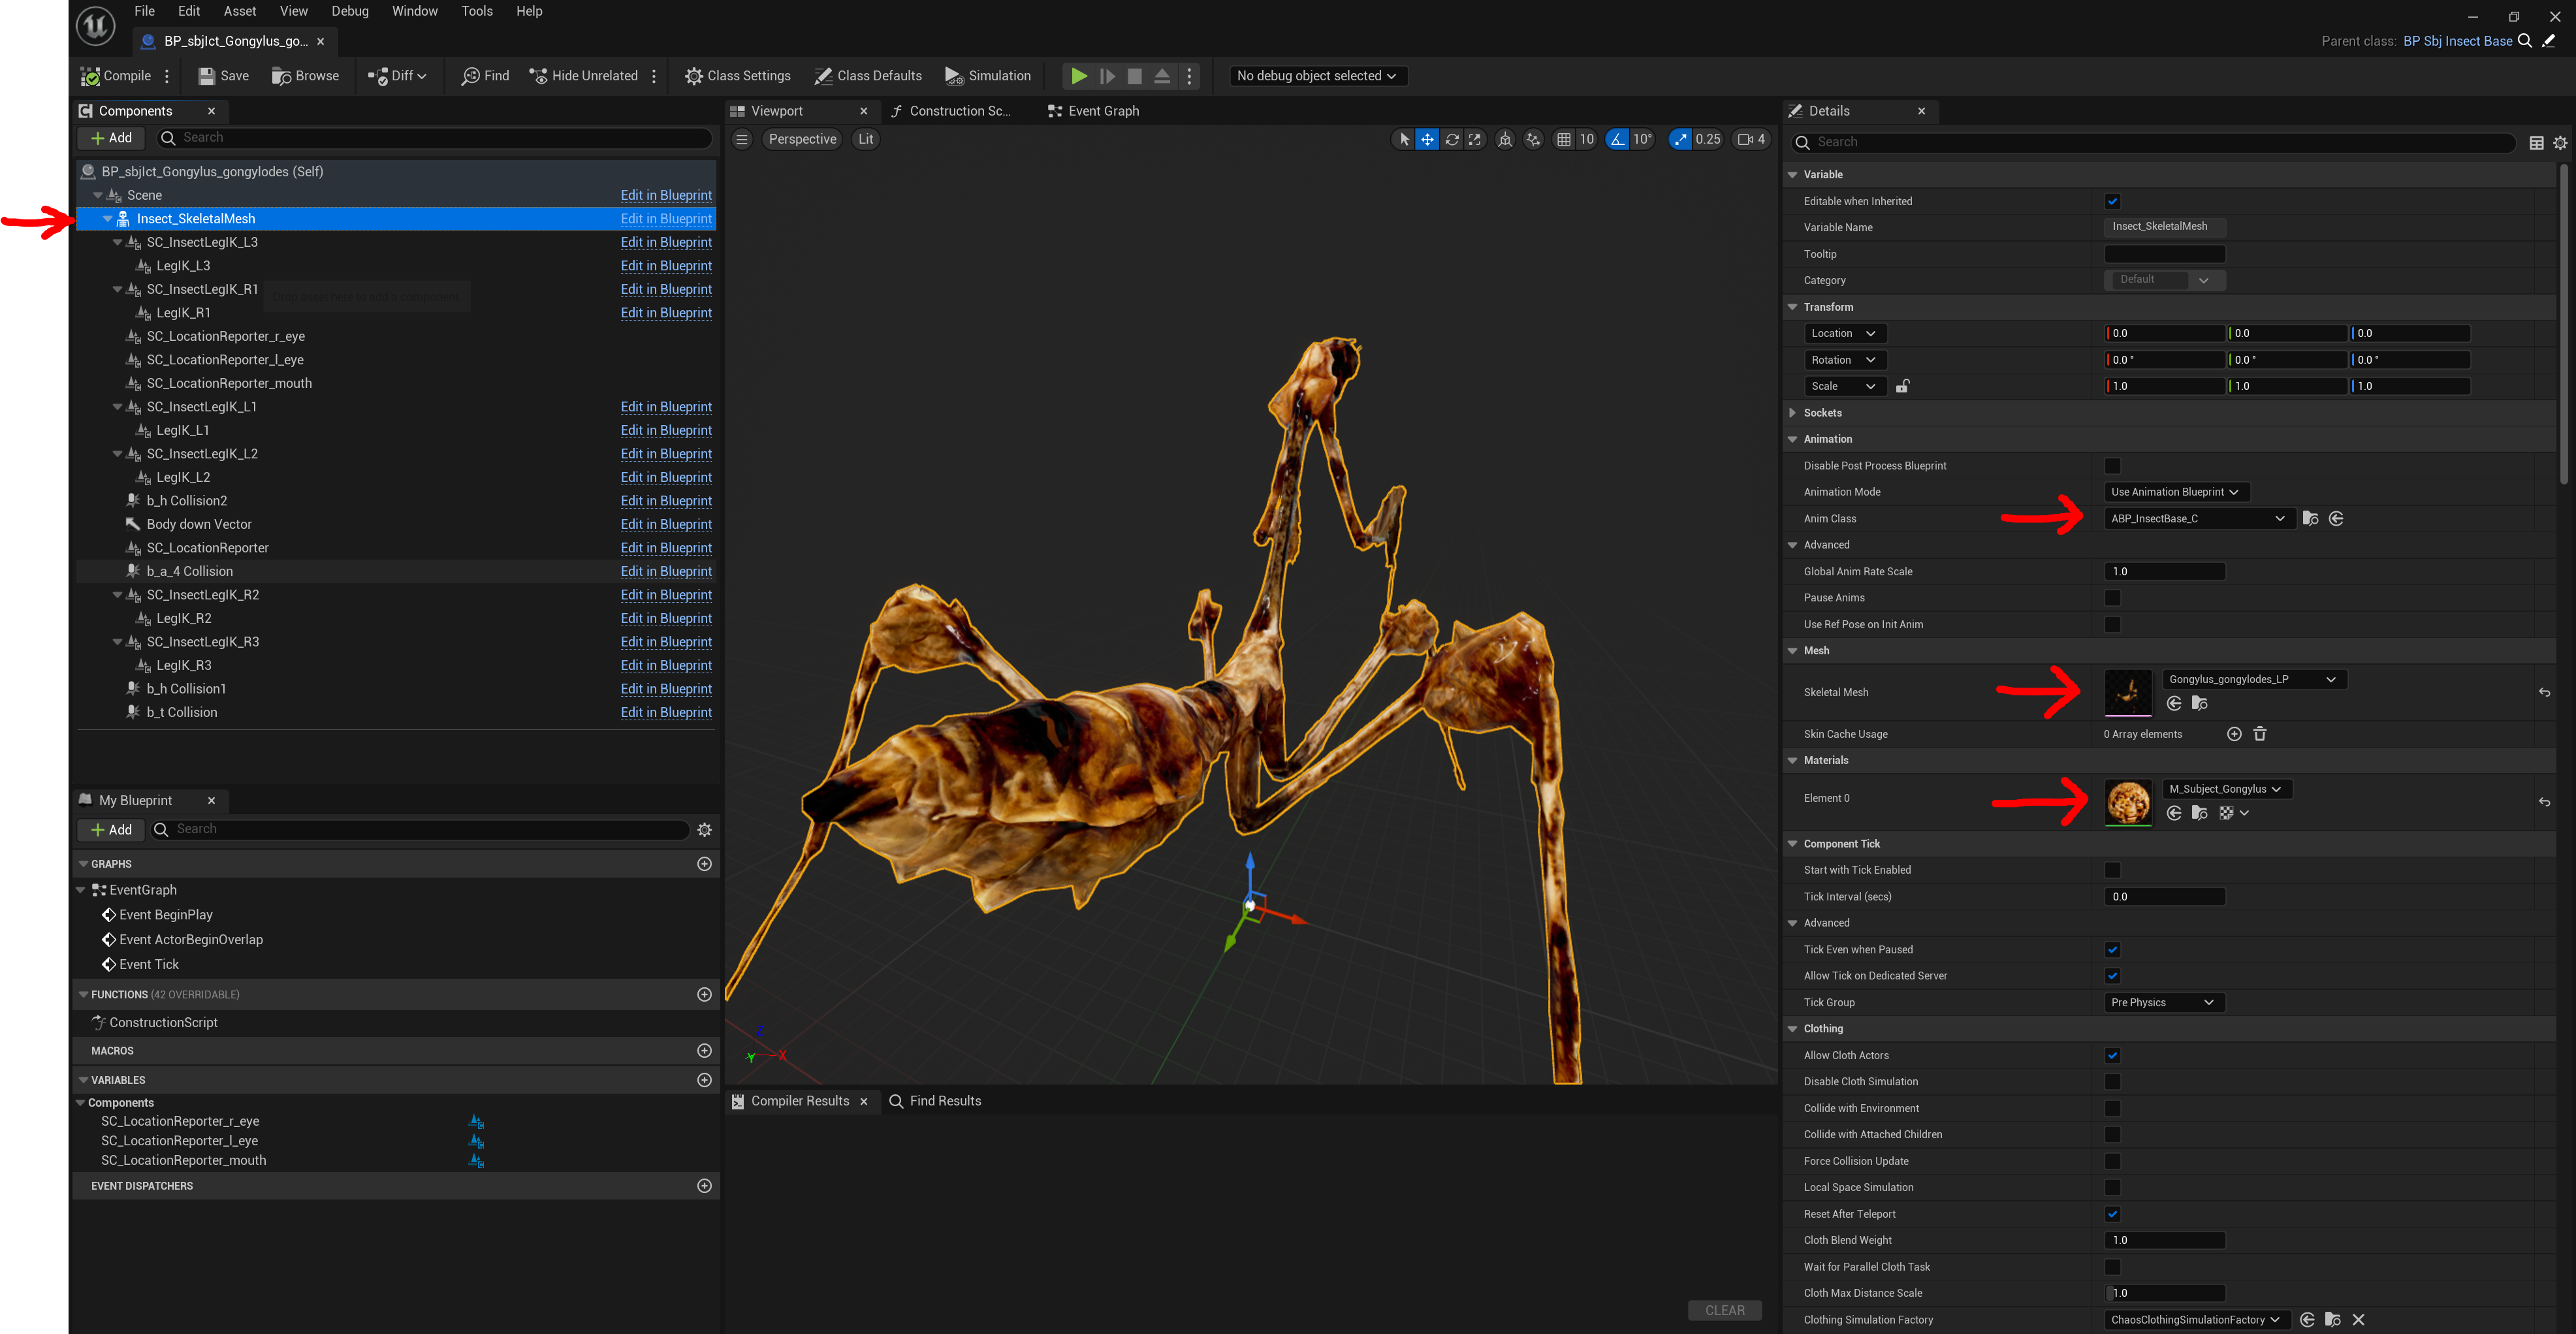 File Edit Asset View Debug Window Tools Help
BP_sbjIct_Gongylus_go...
Parent class: BP Sbj Insect Base
Compile Save Browse Diff Find Hide Unrelated Class Settings Class Defaults Simulation No debug object selected
Components
Add Search
BP_sbjIct_Gongylus_gongylodes (Self)
Scene Edit in Blueprint
Insect_SkeletalMesh Edit in Blueprint
SC_InsectLegIK_L3 Edit in Blueprint
LegIK_L3 Edit in Blueprint
SC_InsectLegIK_R1 Edit in Blueprint
Drop asset here to add a component.
LegIK_R1 Edit in Blueprint
SC_LocationReporter_r_eye
SC_LocationReporter_l_eye
SC_LocationReporter_mouth
SC_InsectLegIK_L1 Edit in Blueprint
LegIK_L1 Edit in Blueprint
SC_InsectLegIK_L2 Edit in Blueprint
LegIK_L2 Edit in Blueprint
b_h Collision2 Edit in Blueprint
Body down Vector Edit in Blueprint
SC_LocationReporter Edit in Blueprint
b_a_4 Collision Edit in Blueprint
SC_InsectLegIK_R2 Edit in Blueprint
LegIK_R2 Edit in Blueprint
SC_InsectLegIK_R3 Edit in Blueprint
LegIK_R3 Edit in Blueprint
b_h Collision1 Edit in Blueprint
b_t Collision Edit in Blueprint
My Blueprint
Add Search
GRAPHS
EventGraph
Event BeginPlay
Event ActorBeginOverlap
Event Tick
FUNCTIONS (42 OVERRIDABLE)
ConstructionScript
MACROS
VARIABLES
Components
SC_LocationReporter_r_eye
SC_LocationReporter_l_eye
SC_LocationReporter_mouth
EVENT DISPATCHERS
Viewport Construction Sc... Event Graph
Perspective Lit 10 10° 0.25 4
Z
Y X
Compiler Results Find Results
CLEAR
Details
Search
Variable
Editable when Inherited
Variable Name Insect_SkeletalMesh
Tooltip
Category Default
Transform
Location 0.0 0.0 0.0
Rotation 0.0 ° 0.0 ° 0.0 °
Scale 1.0 1.0 1.0
Sockets
Animation
Disable Post Process Blueprint
Animation Mode Use Animation Blueprint
Anim Class ABP_InsectBase_C
Advanced
Global Anim Rate Scale 1.0
Pause Anims
Use Ref Pose on Init Anim
Mesh
Skeletal Mesh Gongylus_gongylodes_LP
Skin Cache Usage 0 Array elements
Materials
Element 0 M_Subject_Gongylus
Component Tick
Start with Tick Enabled
Tick Interval (secs) 0.0
Advanced
Tick Even when Paused
Allow Tick on Dedicated Server
Tick Group Pre Physics
Clothing
Allow Cloth Actors
Disable Cloth Simulation
Collide with Environment
Collide with Attached Children
Force Collision Update
Local Space Simulation
Reset After Teleport
Cloth Blend Weight 1.0
Wait for Parallel Cloth Task
Cloth Max Distance Scale 1.0
Clothing Simulation Factory ChaosClothingSimulationFactory